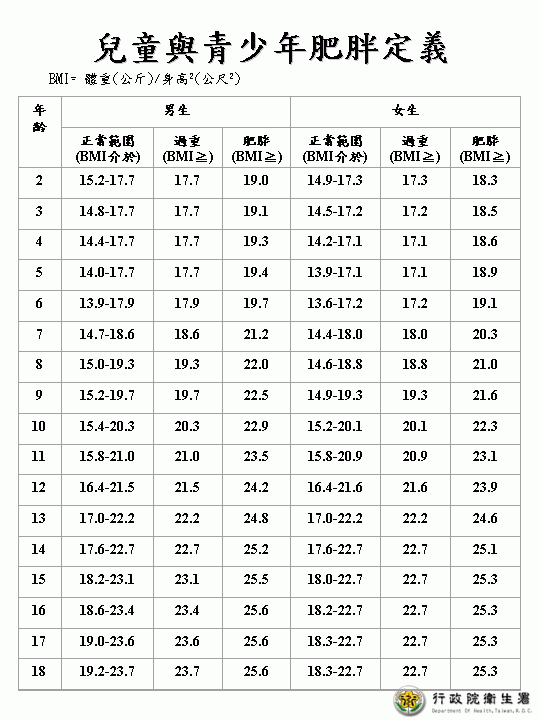 兒童與青少年肥胖定義
BMI= 體重(公斤)/身高²(公尺²)
年齡 男生 女生
正常範圍 過重 肥胖 正常範圍 過重 肥胖
(BMI介於) (BMI≧) (BMI≧) (BMI介於) (BMI≧) (BMI≧)
2 15.2-17.7 17.7 19.0 14.9-17.3 17.3 18.3
3 14.8-17.7 17.7 19.1 14.5-17.2 17.2 18.5
4 14.4-17.7 17.7 19.3 14.2-17.1 17.1 18.6
5 14.0-17.7 17.7 19.4 13.9-17.1 17.1 18.9
6 13.9-17.9 17.9 19.7 13.6-17.2 17.2 19.1
7 14.7-18.6 18.6 21.2 14.4-18.0 18.0 20.3
8 15.0-19.3 19.3 22.0 14.6-18.8 18.8 21.0
9 15.2-19.7 19.7 22.5 14.9-19.3 19.3 21.6
10 15.4-20.3 20.3 22.9 15.2-20.1 20.1 22.3
11 15.8-21.0 21.0 23.5 15.8-20.9 20.9 23.1
12 16.4-21.5 21.5 24.2 16.4-21.6 21.6 23.9
13 17.0-22.2 22.2 24.8 17.0-22.2 22.2 24.6
14 17.6-22.7 22.7 25.2 17.6-22.7 22.7 25.1
15 18.2-23.1 23.1 25.5 18.0-22.7 22.7 25.3
16 18.6-23.4 23.4 25.6 18.2-22.7 22.7 25.3
17 19.0-23.6 23.6 25.6 18.3-22.7 22.7 25.3
18 19.2-23.7 23.7 25.6 18.3-22.7 22.7 25.3
行政院衛生署
Department Of Health,Taiwan,R.O.C.